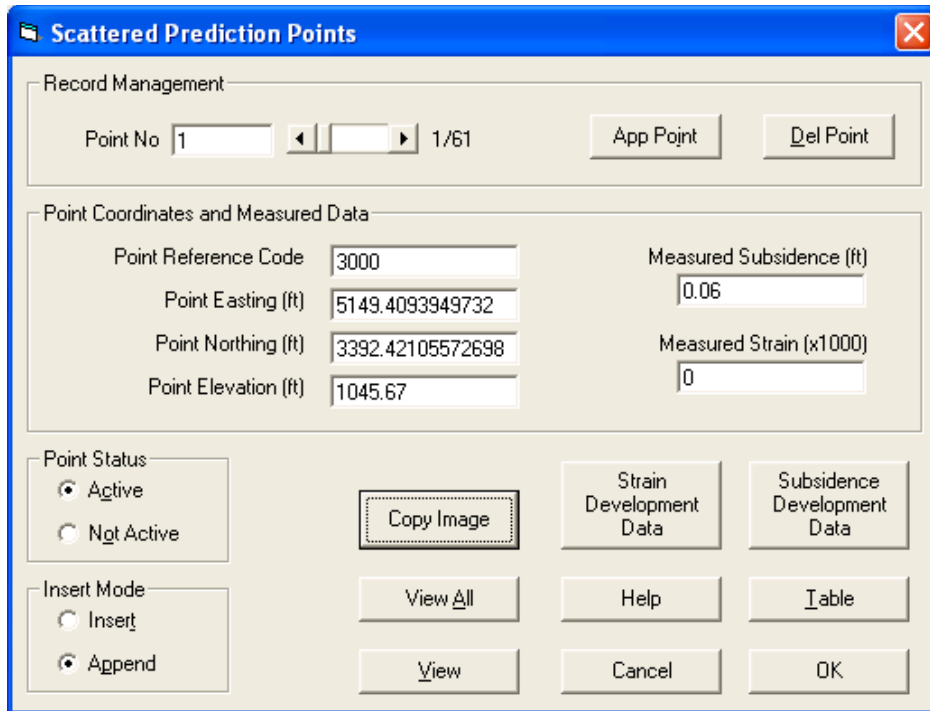 Scattered Prediction Points
Record Management
Point No 1 1/61 App Point Del Point
Point Coordinates and Measured Data
Point Reference Code 3000
Point Easting (ft) 5149.4093949732
Point Northing (ft) 3392.42105572698
Point Elevation (ft) 1045.67
Measured Subsidence (ft)
0.06
Measured Strain (x1000)
0
Point Status
Active
Not Active
Insert Mode
Insert
Append
Copy Image
Strain
Development
Data
Subsidence
Development
Data
View All
Help
Table
View
Cancel
OK